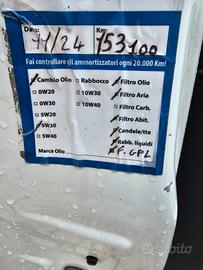 Data: 11/24 Km: 153100
Fai controllare gli ammortizzatori ogni 20.000 Km!
Cambio Olio Rabbocco Filtro Olio
0W20 10W30 Filtro Aria
0W30 10W40 Filtro Carb.
5W20 Filtro Abit.
5W30 Candele/tte
5W40 Rabb. liquidi
Marca Olio F. GPL
subito